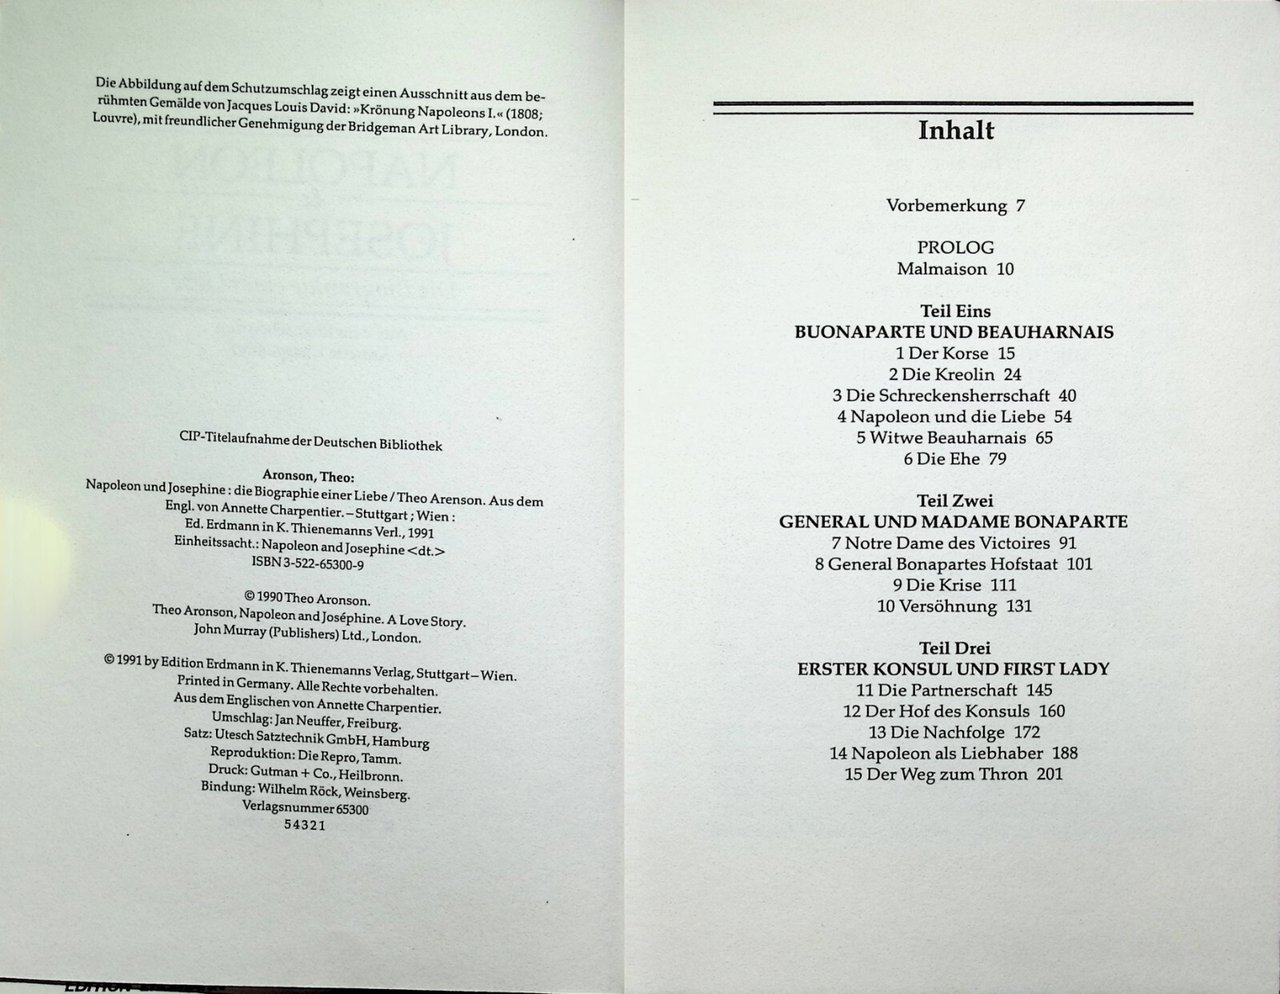 Die Abbildung auf dem Schutzumschlag zeigt einen Ausschnitt aus dem be-
rühmten Gemälde von Jacques Louis David: »Krönung Napoleons I.« (1808;
Louvre), mit freundlicher Genehmigung der Bridgeman Art Library, London.
CIP-Titelaufnahme der Deutschen Bibliothek
Aronson, Theo:
Napoleon und Josephine : die Biographie einer Liebe / Theo Arenson. Aus dem
Engl. von Annette Charpentier. – Stuttgart ; Wien :
Ed. Erdmann in K. Thienemanns Verl., 1991
Einheitssacht.: Napoleon and Josephine <dt.>
ISBN 3-522-65300-9
© 1990 Theo Aronson.
Theo Aronson, Napoleon and Joséphine. A Love Story.
John Murray (Publishers) Ltd., London.
© 1991 by Edition Erdmann in K. Thienemanns Verlag, Stuttgart – Wien.
Printed in Germany. Alle Rechte vorbehalten.
Aus dem Englischen von Annette Charpentier.
Umschlag: Jan Neuffer, Freiburg.
Satz: Utesch Satztechnik GmbH, Hamburg
Reproduktion: Die Repro, Tamm.
Druck: Gutman + Co., Heilbronn.
Bindung: Wilhelm Röck, Weinsberg.
Verlagsnummer 65300
5 4 3 2 1
EDITION
Inhalt
Vorbemerkung 7
PROLOG
Malmaison 10
Teil Eins
BUONAPARTE UND BEAUHARNAIS
1 Der Korse 15
2 Die Kreolin 24
3 Die Schreckensherrschaft 40
4 Napoleon und die Liebe 54
5 Witwe Beauharnais 65
6 Die Ehe 79
Teil Zwei
GENERAL UND MADAME BONAPARTE
7 Notre Dame des Victoires 91
8 General Bonapartes Hofstaat 101
9 Die Krise 111
10 Versöhnung 131
Teil Drei
ERSTER KONSUL UND FIRST LADY
11 Die Partnerschaft 145
12 Der Hof des Konsuls 160
13 Die Nachfolge 172
14 Napoleon als Liebhaber 188
15 Der Weg zum Thron 201